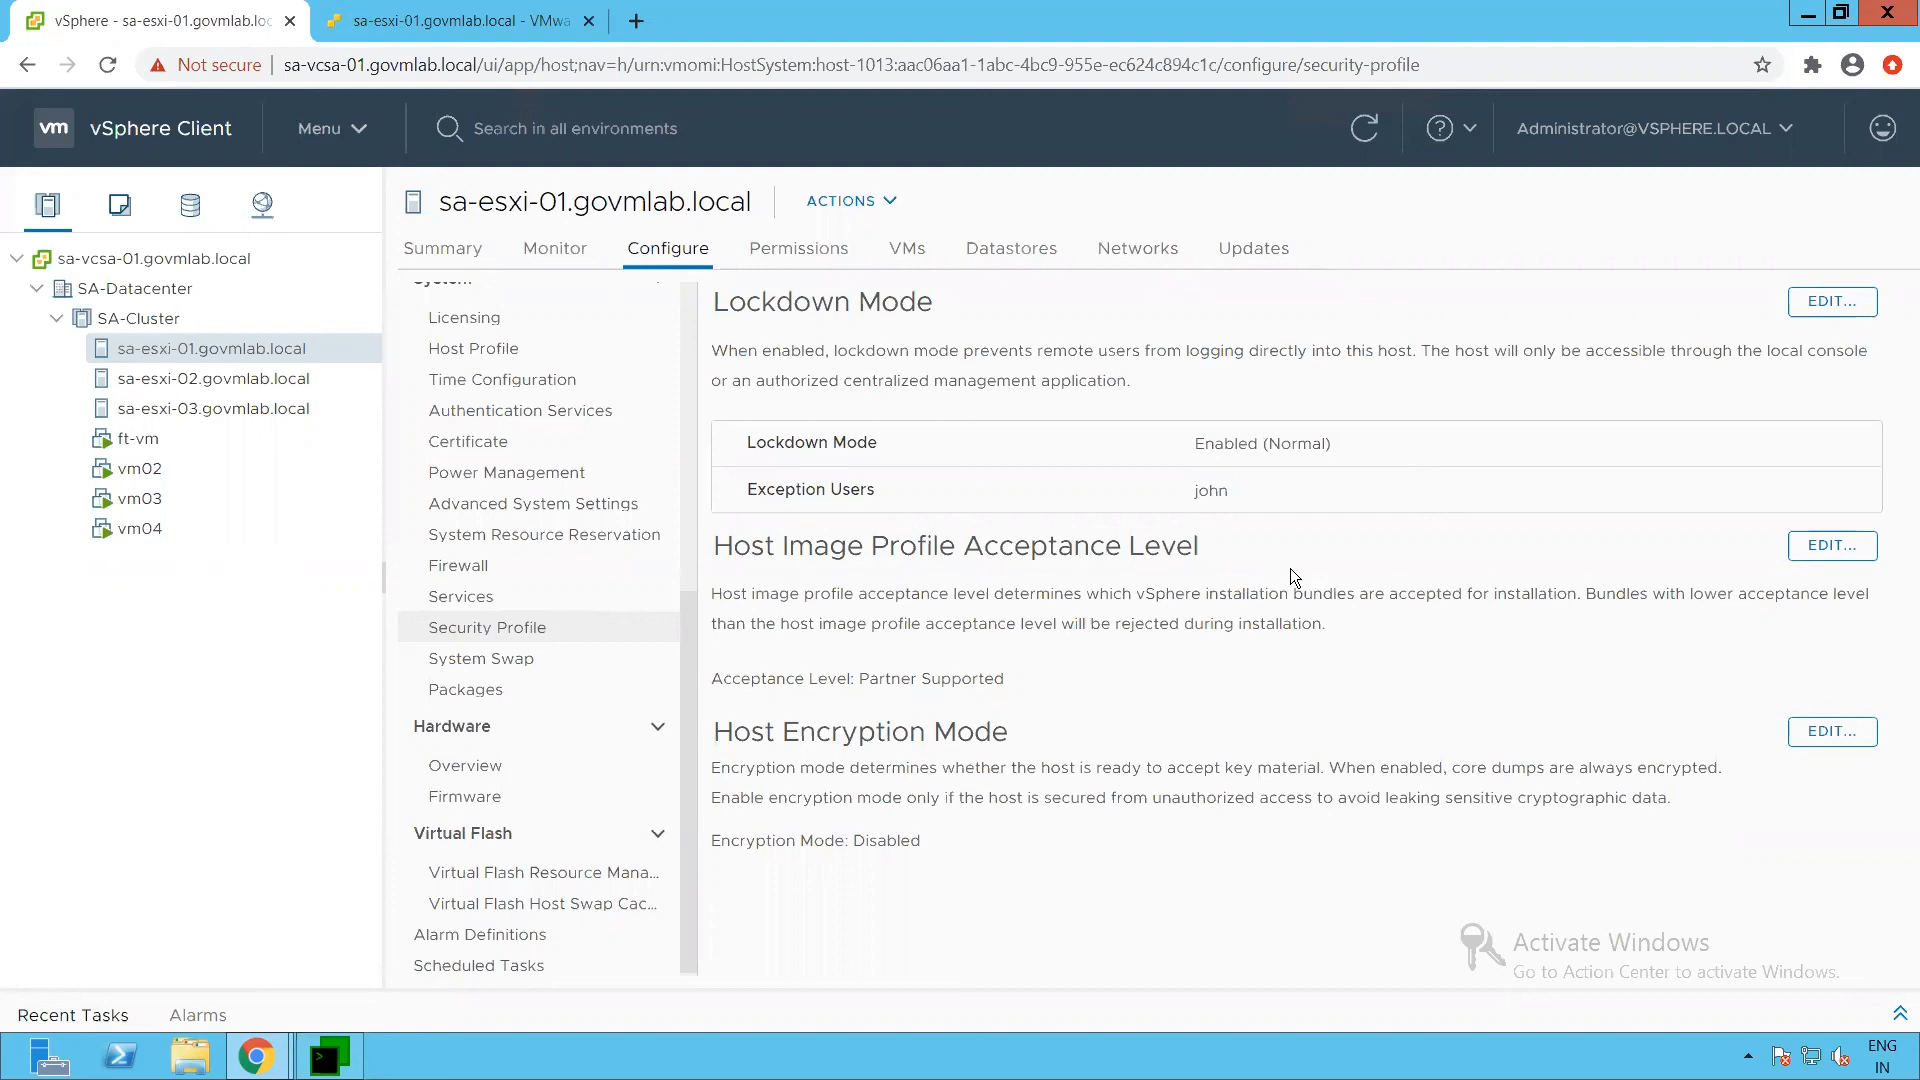 vSphere - sa-esxi-01.govmlab.loc
sa-esxi-01.govmlab.local - VMwa
Not secure
sa-vcsa-01.govmlab.local/ui/app/host;nav=h/urn:vmomi:HostSystem:host-1013:aac06aa1-1abc-4bc9-955e-ec624c894c1c/configure/security-profile
vm
vSphere Client
Menu
Search in all environments
Administrator@VSPHERE.LOCAL
sa-vcsa-01.govmlab.local
SA-Datacenter
SA-Cluster
sa-esxi-01.govmlab.local
sa-esxi-02.govmlab.local
sa-esxi-03.govmlab.local
ft-vm
vm02
vm03
vm04
sa-esxi-01.govmlab.local
ACTIONS
Summary
Monitor
Configure
Permissions
VMs
Datastores
Networks
Updates
System
Licensing
Host Profile
Time Configuration
Authentication Services
Certificate
Power Management
Advanced System Settings
System Resource Reservation
Firewall
Services
Security Profile
System Swap
Packages
Hardware
Overview
Firmware
Virtual Flash
Virtual Flash Resource Mana...
Virtual Flash Host Swap Cac...
Alarm Definitions
Scheduled Tasks
Lockdown Mode
EDIT...
When enabled, lockdown mode prevents remote users from logging directly into this host. The host will only be accessible through the local console
or an authorized centralized management application.
Lockdown Mode
Enabled (Normal)
Exception Users
john
Host Image Profile Acceptance Level
EDIT...
Host image profile acceptance level determines which vSphere installation bundles are accepted for installation. Bundles with lower acceptance level
than the host image profile acceptance level will be rejected during installation.
Acceptance Level: Partner Supported
Host Encryption Mode
EDIT...
Encryption mode determines whether the host is ready to accept key material. When enabled, core dumps are always encrypted.
Enable encryption mode only if the host is secured from unauthorized access to avoid leaking sensitive cryptographic data.
Encryption Mode: Disabled
Activate Windows
Go to Action Center to activate Windows.
Recent Tasks
Alarms
ENG
IN